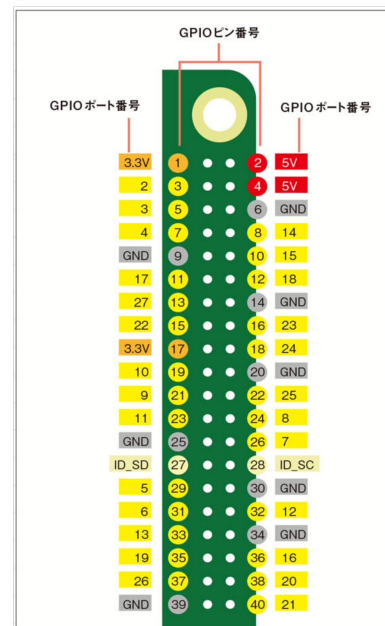 GPIOピン番号
GPIOポート番号 GPIOポート番号
3.3V 1 2 5V
2 3 4 5V
3 5 6 GND
4 7 8 14
GND 9 10 15
17 11 12 18
27 13 14 GND
22 15 16 23
3.3V 17 18 24
10 19 20 GND
9 21 22 25
11 23 24 8
GND 25 26 7
ID_SD 27 28 ID_SC
5 29 30 GND
6 31 32 12
13 33 34 GND
19 35 36 16
26 37 38 20
GND 39 40 21